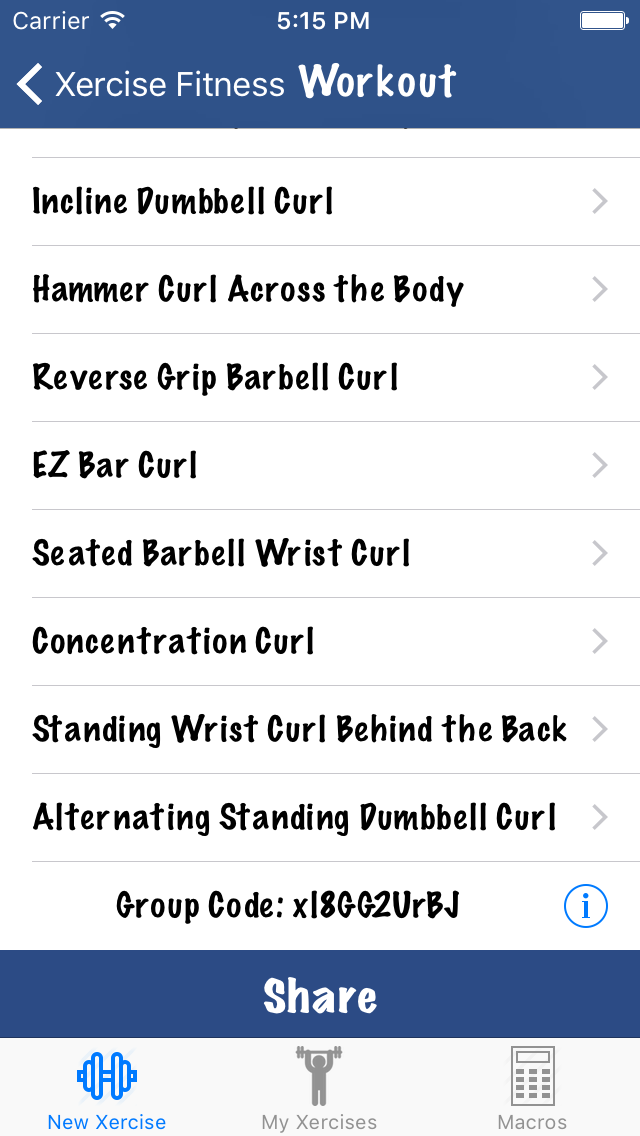 Carrier 5:15 PM
Xercise Fitness Workout
Incline Dumbbell Curl
Hammer Curl Across the Body
Reverse Grip Barbell Curl
EZ Bar Curl
Seated Barbell Wrist Curl
Concentration Curl
Standing Wrist Curl Behind the Back
Alternating Standing Dumbbell Curl
Group Code: xl8GG2UrBJ
Share
New Xercise My Xercises Macros